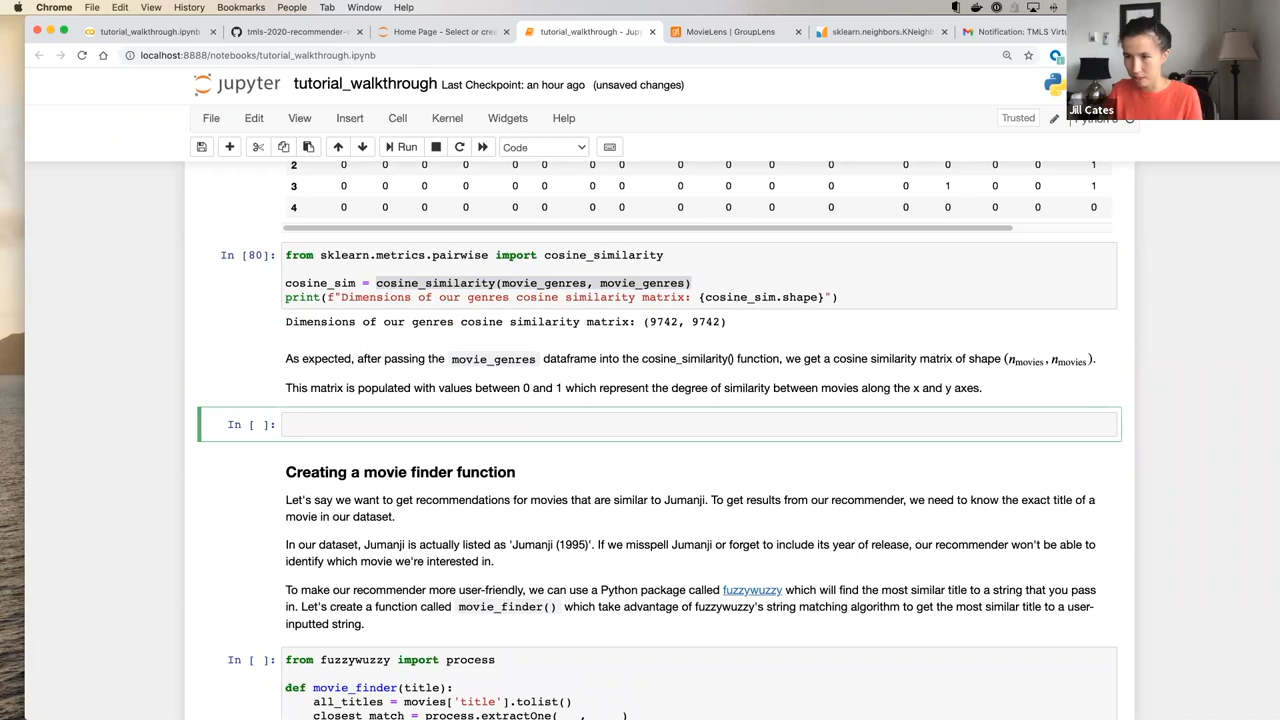 Chrome File Edit View History Bookmarks People Tab Window Help
tutorial_walkthrough.ipynb
tmls-2020-recommender-
Home Page - Select or cre
tutorial_walkthrough - Jup
MovieLens | GroupLens
sklearn.neighbors.KNeighb
Notification: TMLS Virtu
localhost:8888/notebooks/tutorial_walkthrough.ipynb
Jill Cates
jupyter tutorial_walkthrough Last Checkpoint: an hour ago (unsaved changes)
File Edit View Insert Cell Kernel Widgets Help Trusted
Run Code
2 0 0 0 0 0 0 0 0 0 0 0 0 0 0 1
3 0 0 0 0 0 0 0 0 0 0 0 1 0 0 1
4 0 0 0 0 0 0 0 0 0 0 0 0 0 0 0
In [80]: from sklearn.metrics.pairwise import cosine_similarity
cosine_sim = cosine_similarity(movie_genres, movie_genres)
print(f"Dimensions of our genres cosine similarity matrix: {cosine_sim.shape}")
Dimensions of our genres cosine similarity matrix: (9742, 9742)
As expected, after passing the movie_genres dataframe into the cosine_similarity() function, we get a cosine similarity matrix of shape (nmovies, nmovies).
This matrix is populated with values between 0 and 1 which represent the degree of similarity between movies along the x and y axes.
In [ ]:
Creating a movie finder function
Let's say we want to get recommendations for movies that are similar to Jumanji. To get results from our recommender, we need to know the exact title of a
movie in our dataset.
In our dataset, Jumanji is actually listed as 'Jumanji (1995)'. If we misspell Jumanji or forget to include its year of release, our recommender won't be able to
identify which movie we're interested in.
To make our recommender more user-friendly, we can use a Python package called fuzzywuzzy which will find the most similar title to a string that you pass
in. Let's create a function called movie_finder() which take advantage of fuzzywuzzy's string matching algorithm to get the most similar title to a user-
inputted string.
In [ ]: from fuzzywuzzy import process
def movie_finder(title):
all_titles = movies['title'].tolist()
closest_match = process.extractOne(